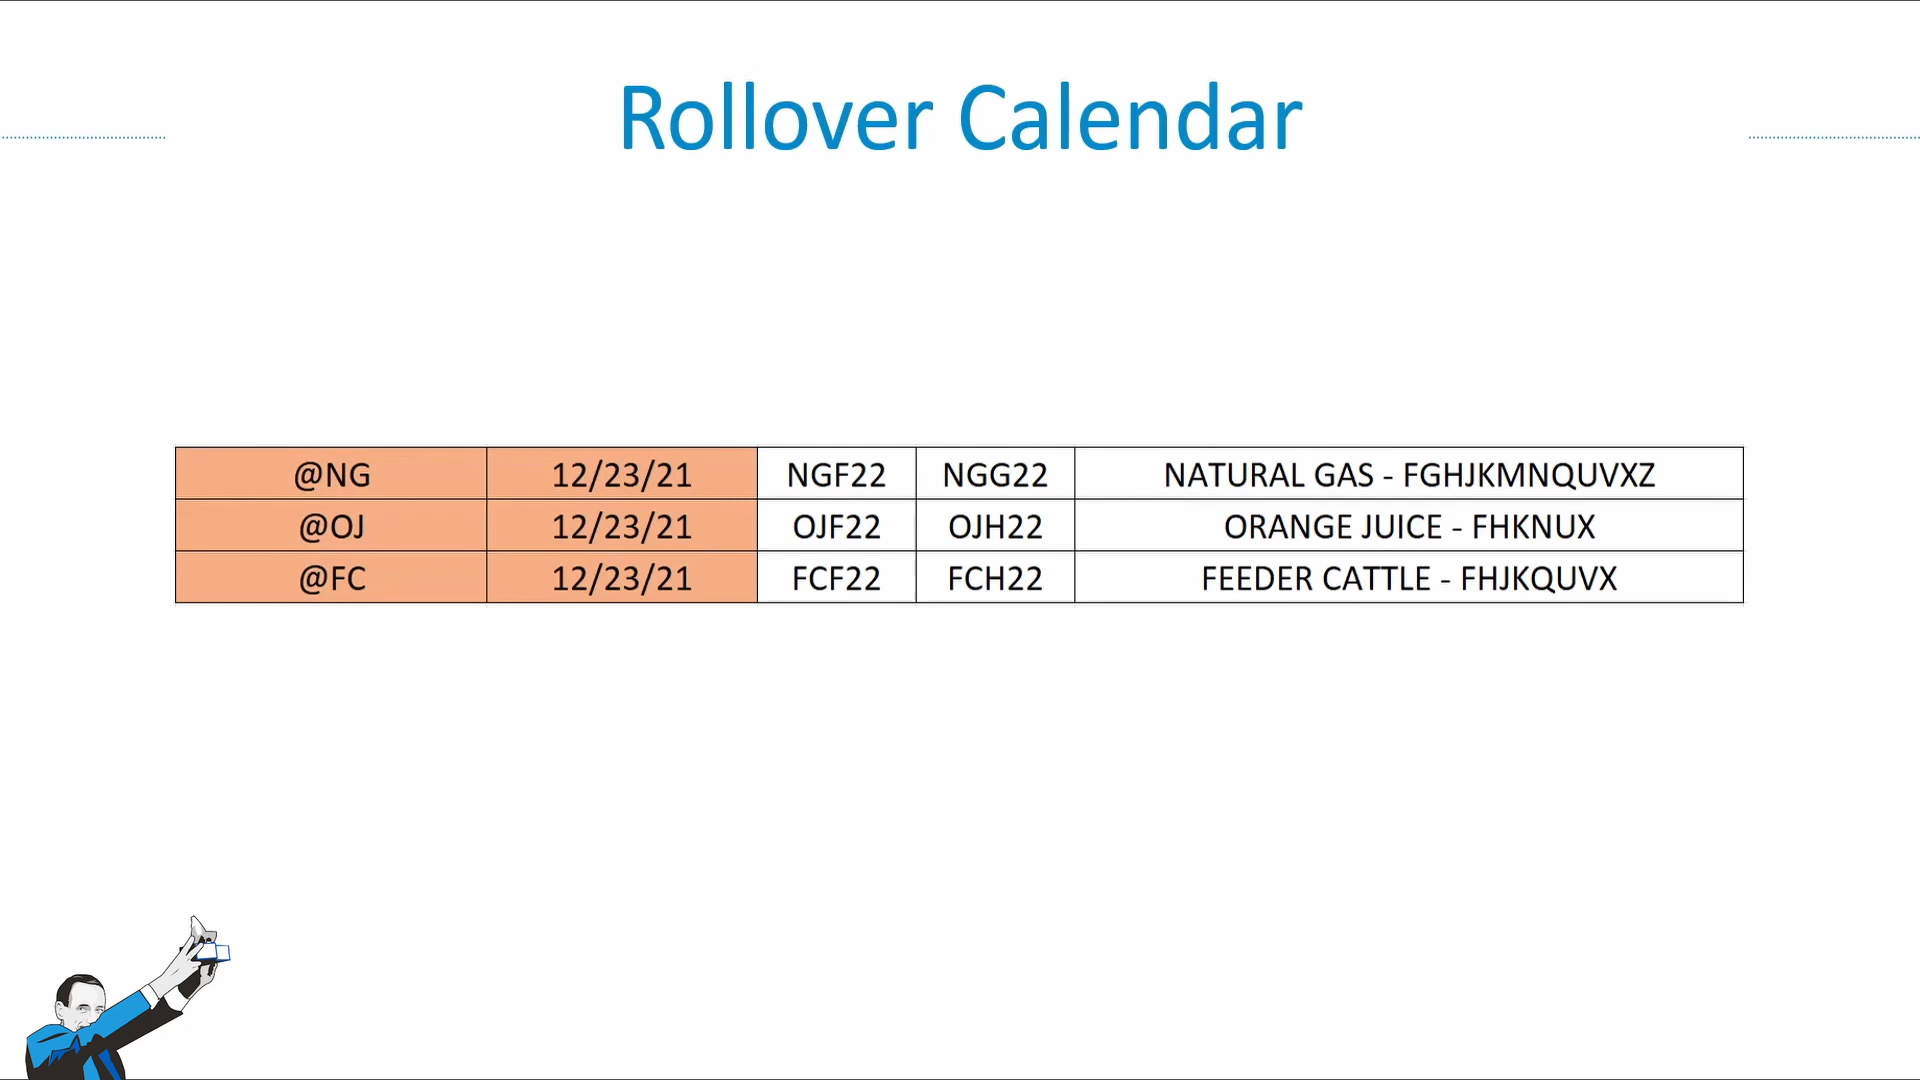 Rollover Calendar
@NG 12/23/21 NGF22 NGG22 NATURAL GAS - FGHJKMNQUVXZ
@OJ 12/23/21 OJF22 OJH22 ORANGE JUICE - FHKNUX
@FC 12/23/21 FCF22 FCH22 FEEDER CATTLE - FHJKQUVX